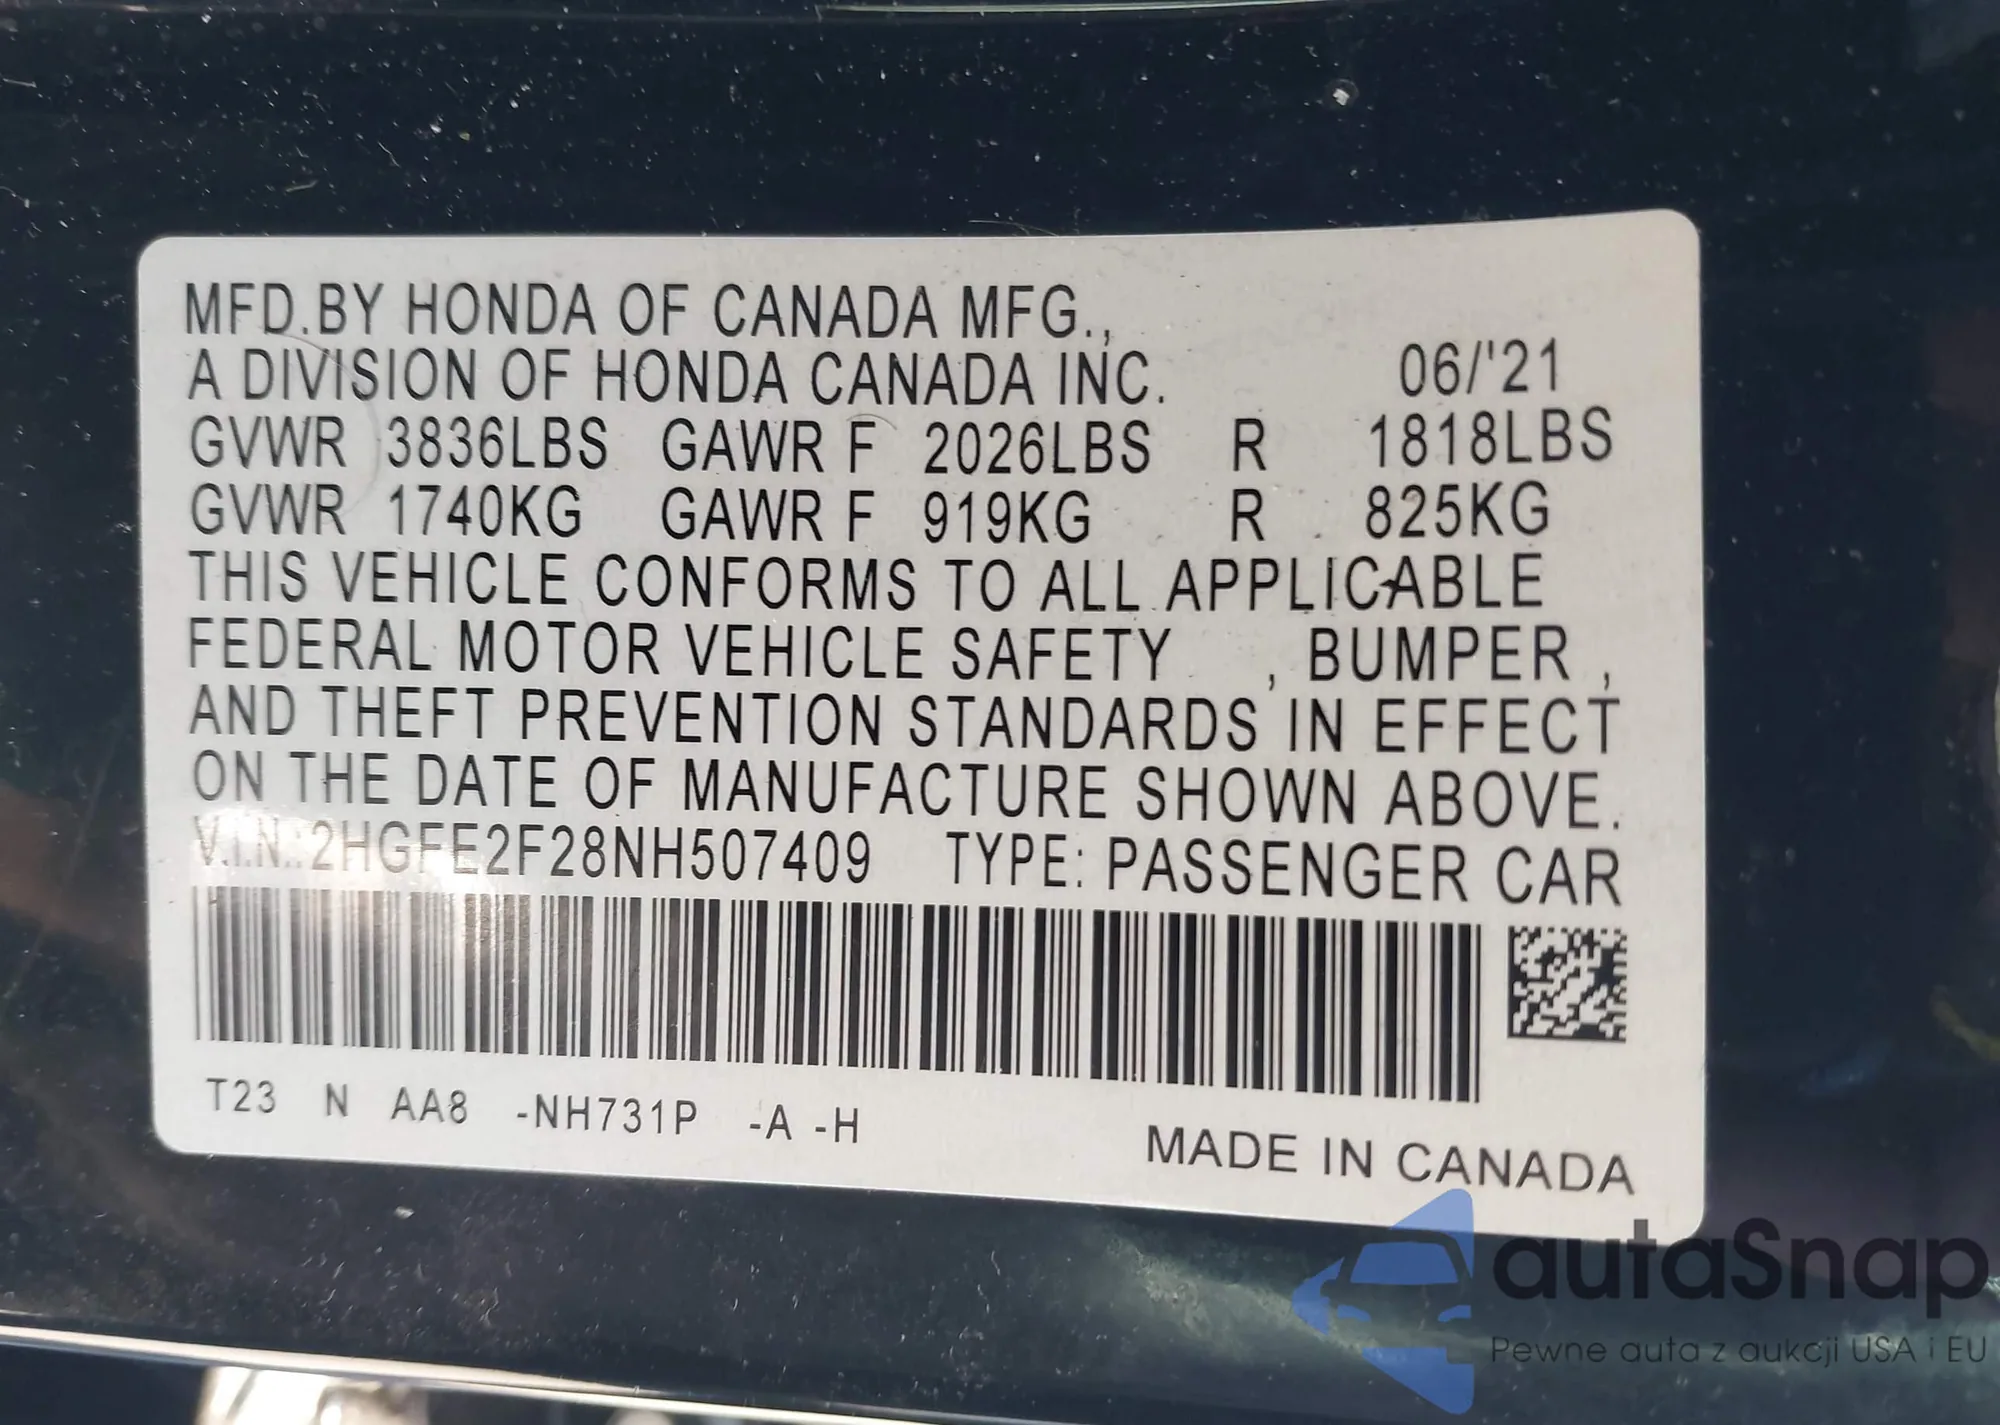 MFD.BY HONDA OF CANADA MFG.,
A DIVISION OF HONDA CANADA INC. 06/'21
GVWR 3836LBS GAWR F 2026LBS R 1818LBS
GVWR 1740KG GAWR F 919KG R 825KG
THIS VEHICLE CONFORMS TO ALL APPLICABLE
FEDERAL MOTOR VEHICLE SAFETY , BUMPER ,
AND THEFT PREVENTION STANDARDS IN EFFECT
ON THE DATE OF MANUFACTURE SHOWN ABOVE.
V.I.N.:2HGFE2F28NH507409 TYPE: PASSENGER CAR
T23 N AA8 -NH731P -A -H
MADE IN CANADA
autaSnap
Pewne auta z aukcji USA i EU